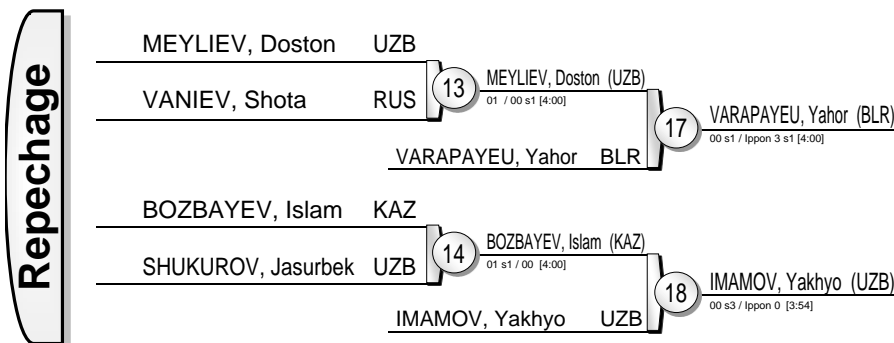 Repechage
MEYLIEV, Doston UZB
VANIEV, Shota RUS
13
MEYLIEV, Doston (UZB)
01 / 00 s1 [4:00]
VARAPAYEU, Yahor BLR
17
VARAPAYEU, Yahor (BLR)
00 s1 / Ippon 3 s1 [4:00]
BOZBAYEV, Islam KAZ
SHUKUROV, Jasurbek UZB
14
BOZBAYEV, Islam (KAZ)
01 s1 / 00 [4:00]
IMAMOV, Yakhyo UZB
18
IMAMOV, Yakhyo (UZB)
00 s3 / Ippon 0 [3:54]